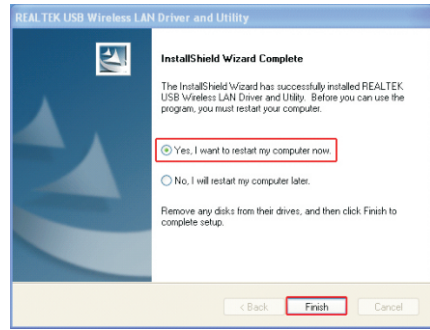 REALTEK USB Wireless LAN Driver and Utility
InstallShield Wizard Complete
The InstallShield Wizard has successfully installed REALTEK
USB Wireless LAN Driver and Utility. Before you can use the
program, you must restart your computer.
Yes, I want to restart my computer now.
No, I will restart my computer later.
Remove any disks from their drives, and then click Finish to
complete setup.
< Back
Finish
Cancel